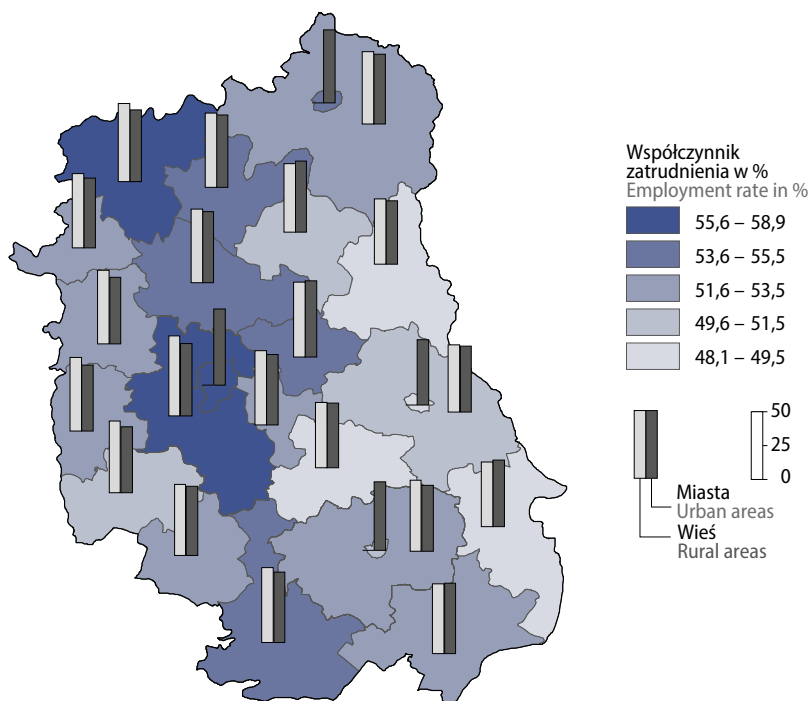 Współczynnik
zatrudnienia w %
Employment rate in %
55,6 – 58,9
53,6 – 55,5
51,6 – 53,5
49,6 – 51,5
48,1 – 49,5
50
25
0
Miasta
Urban areas
Wieś
Rural areas